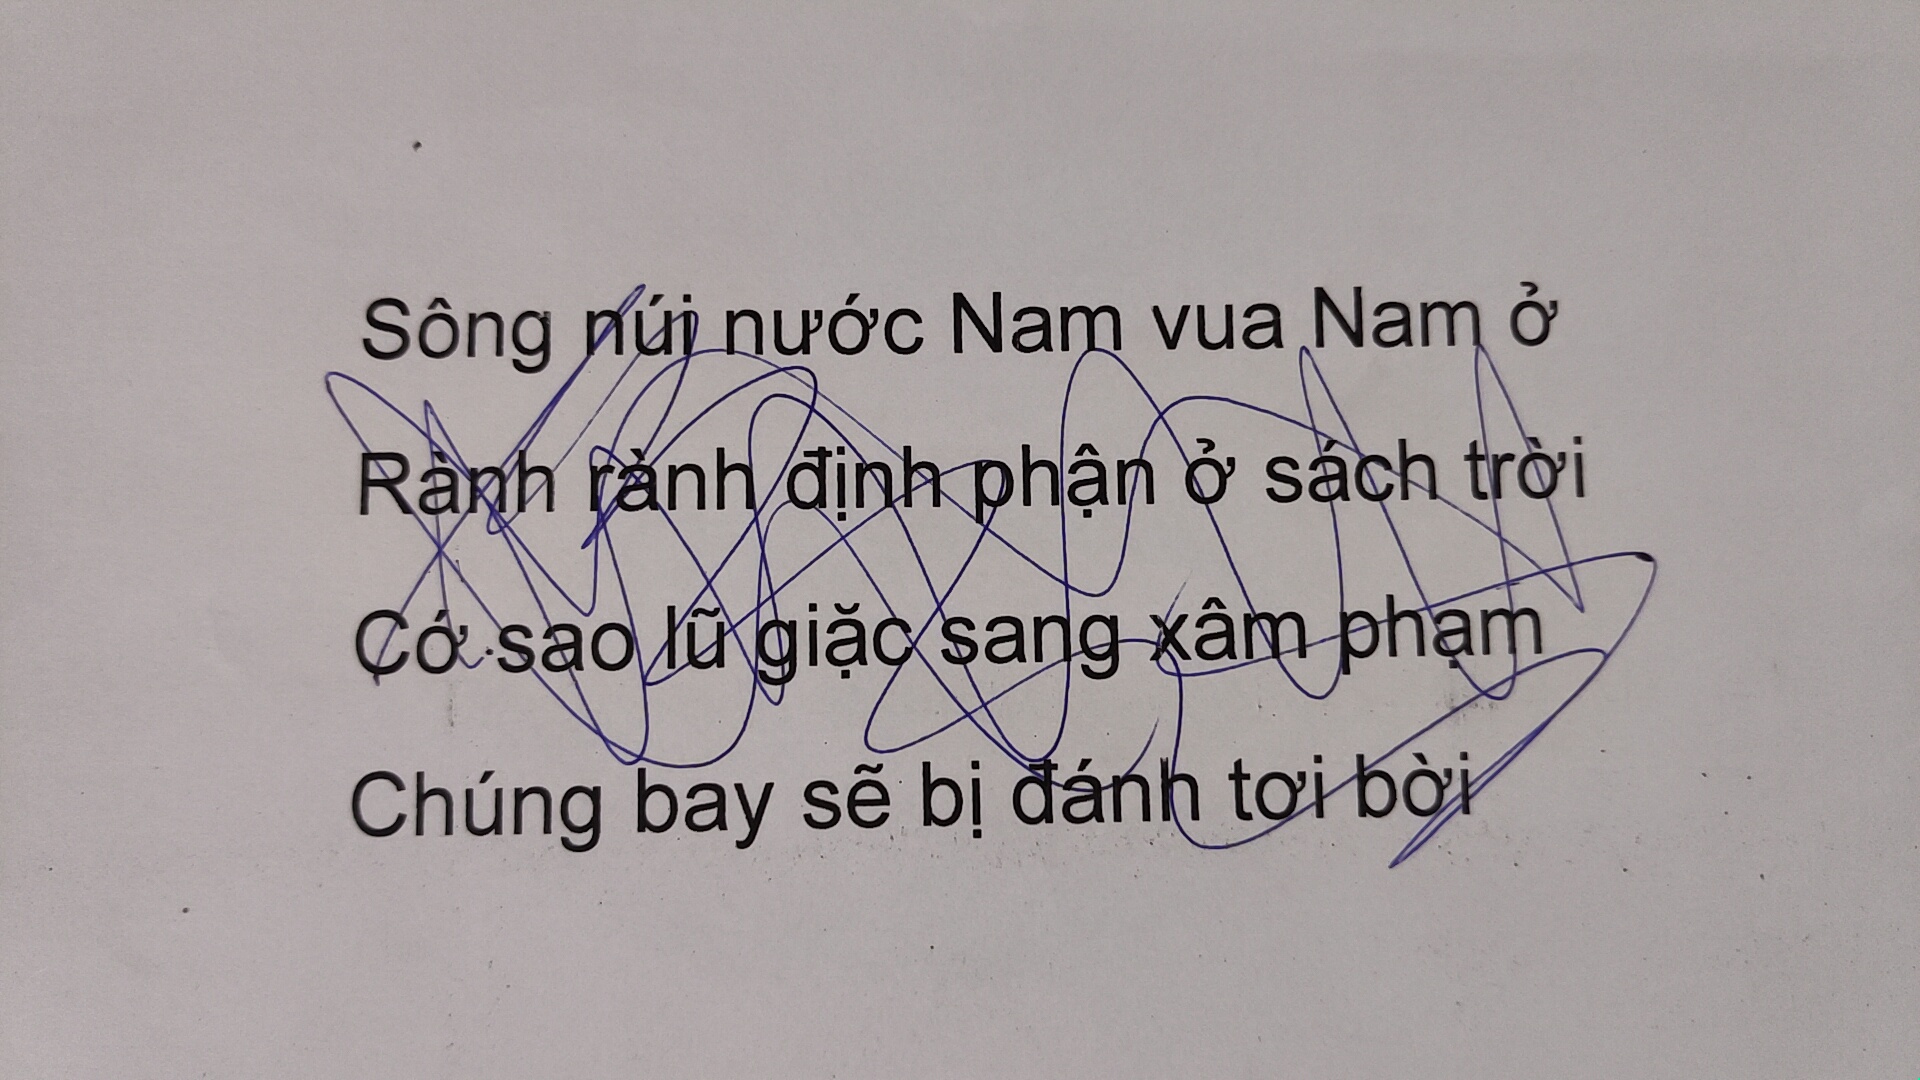 Sông núi nước Nam vua Nam ở
Rành rành định phận ở sách trời
Cớ sao lũ giặc sang xâm phạm
Chúng bay sẽ bị đánh tơi bời